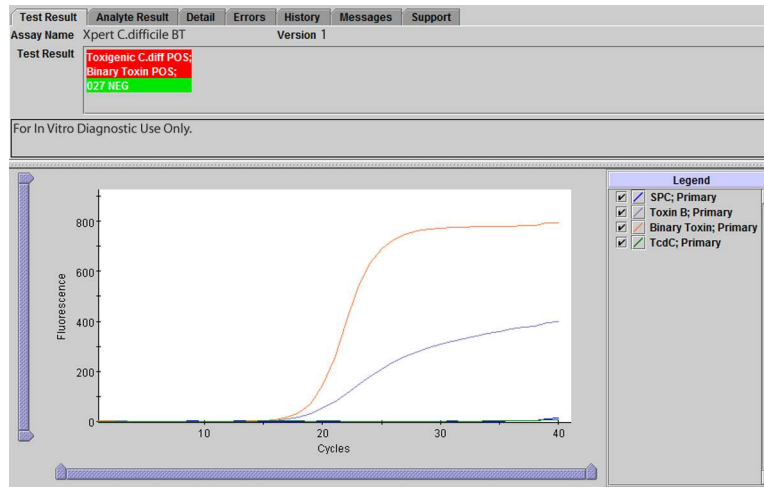 Test Result Analyte Result Detail Errors History Messages Support
Assay Name Xpert C.difficile BT Version 1
Test Result
Toxigenic C.diff POS;
Binary Toxin POS;
027 NEG
For In Vitro Diagnostic Use Only.
Legend
SPC; Primary
Toxin B; Primary
Binary Toxin; Primary
TcdC; Primary
Fluorescence
800
600
400
200
0
10 20 30 40
Cycles